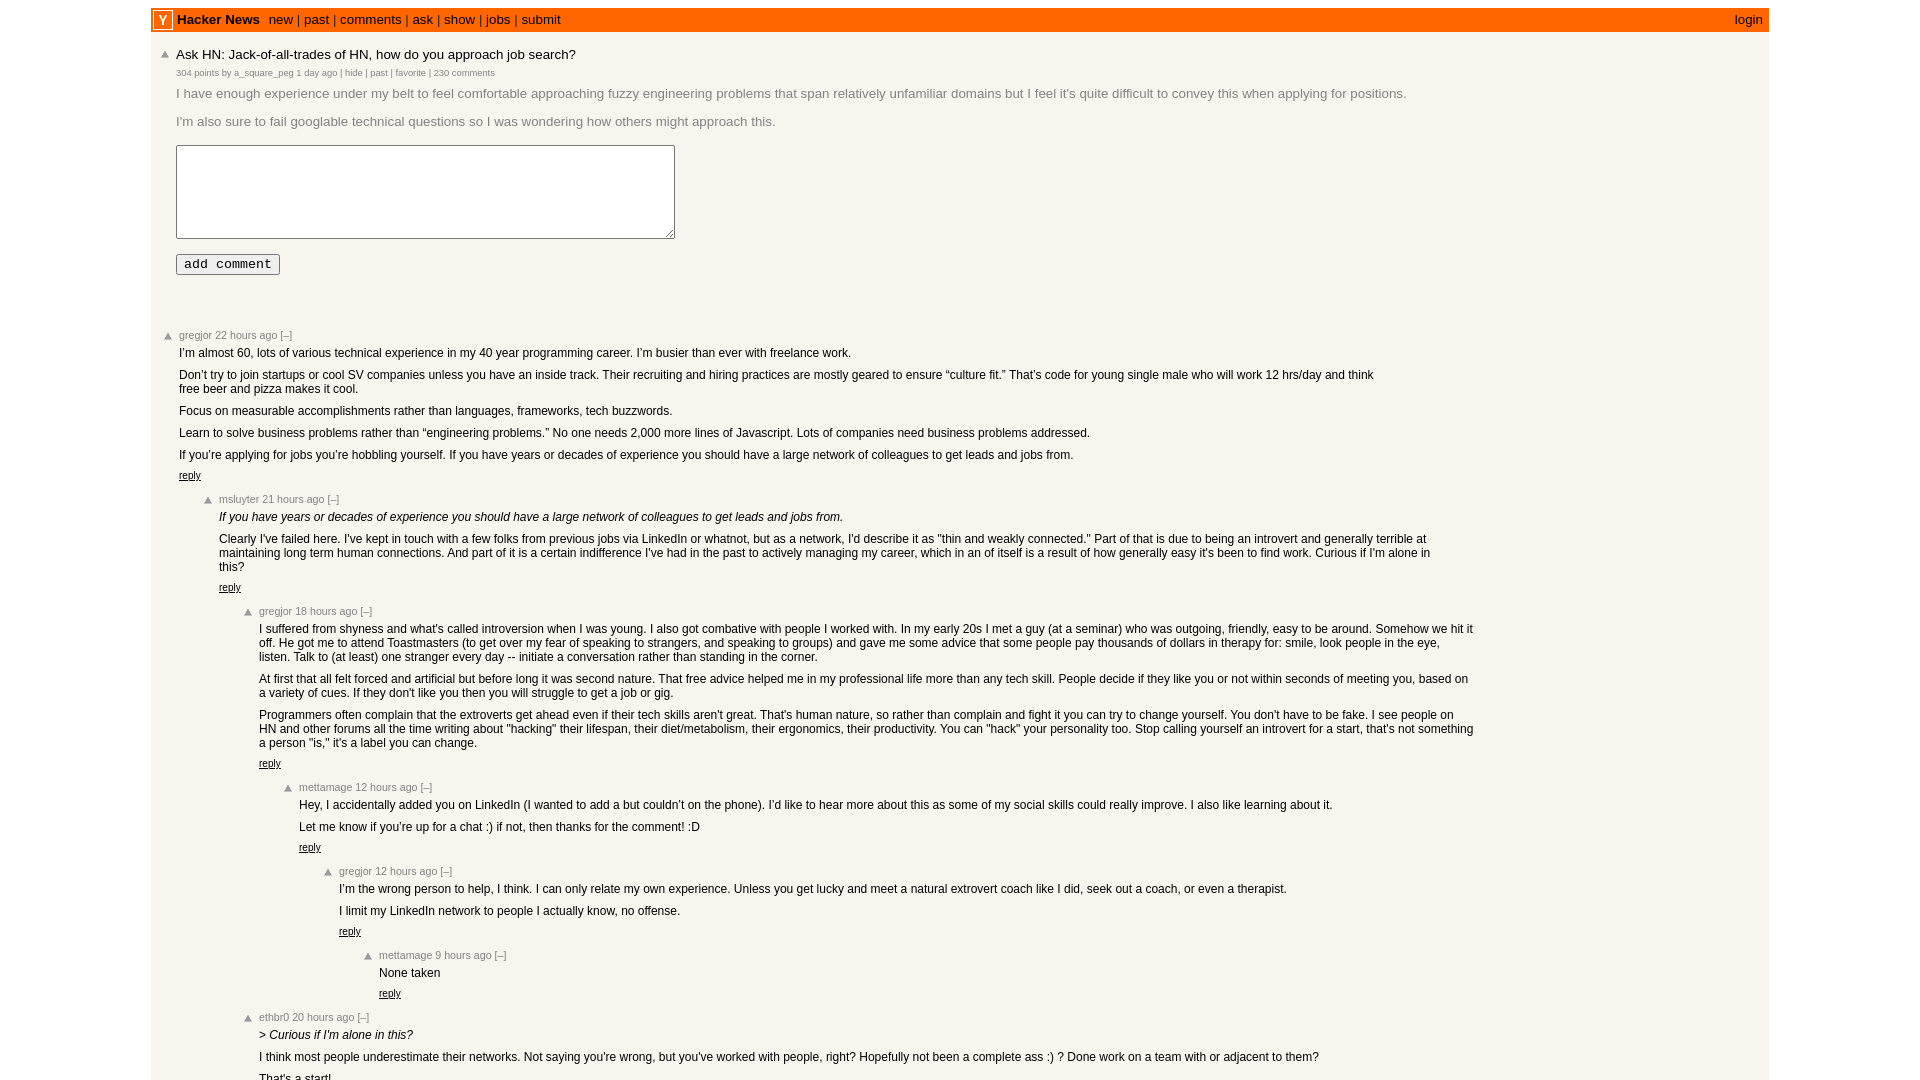 Y Hacker News new | past | comments | ask | show | jobs | submit login
Ask HN: Jack-of-all-trades of HN, how do you approach job search?
304 points by a_square_peg 1 day ago | hide | past | favorite | 230 comments
I have enough experience under my belt to feel comfortable approaching fuzzy engineering problems that span relatively unfamiliar domains but I feel it's quite difficult to convey this when applying for positions.
I'm also sure to fail googlable technical questions so I was wondering how others might approach this.
add comment
gregjor 22 hours ago [–]
I’m almost 60, lots of various technical experience in my 40 year programming career. I’m busier than ever with freelance work.
Don’t try to join startups or cool SV companies unless you have an inside track. Their recruiting and hiring practices are mostly geared to ensure “culture fit.” That’s code for young single male who will work 12 hrs/day and think
free beer and pizza makes it cool.
Focus on measurable accomplishments rather than languages, frameworks, tech buzzwords.
Learn to solve business problems rather than “engineering problems.” No one needs 2,000 more lines of Javascript. Lots of companies need business problems addressed.
If you’re applying for jobs you’re hobbling yourself. If you have years or decades of experience you should have a large network of colleagues to get leads and jobs from.
reply
msluyter 21 hours ago [–]
If you have years or decades of experience you should have a large network of colleagues to get leads and jobs from.
Clearly I've failed here. I've kept in touch with a few folks from previous jobs via LinkedIn or whatnot, but as a network, I'd describe it as "thin and weakly connected." Part of that is due to being an introvert and generally terrible at
maintaining long term human connections. And part of it is a certain indifference I've had in the past to actively managing my career, which in an of itself is a result of how generally easy it's been to find work. Curious if I'm alone in
this?
reply
gregjor 18 hours ago [–]
I suffered from shyness and what's called introversion when I was young. I also got combative with people I worked with. In my early 20s I met a guy (at a seminar) who was outgoing, friendly, easy to be around. Somehow we hit it
off. He got me to attend Toastmasters (to get over my fear of speaking to strangers, and speaking to groups) and gave me some advice that some people pay thousands of dollars in therapy for: smile, look people in the eye,
listen. Talk to (at least) one stranger every day -- initiate a conversation rather than standing in the corner.
At first that all felt forced and artificial but before long it was second nature. That free advice helped me in my professional life more than any tech skill. People decide if they like you or not within seconds of meeting you, based on
a variety of cues. If they don't like you then you will struggle to get a job or gig.
Programmers often complain that the extroverts get ahead even if their tech skills aren't great. That's human nature, so rather than complain and fight it you can try to change yourself. You don't have to be fake. I see people on
HN and other forums all the time writing about "hacking" their lifespan, their diet/metabolism, their ergonomics, their productivity. You can "hack" your personality too. Stop calling yourself an introvert for a start, that's not something
a person "is," it's a label you can change.
reply
mettamage 12 hours ago [–]
Hey, I accidentally added you on LinkedIn (I wanted to add a but couldn’t on the phone). I’d like to hear more about this as some of my social skills could really improve. I also like learning about it.
Let me know if you’re up for a chat :) if not, then thanks for the comment! :D
reply
gregjor 12 hours ago [–]
I’m the wrong person to help, I think. I can only relate my own experience. Unless you get lucky and meet a natural extrovert coach like I did, seek out a coach, or even a therapist.
I limit my LinkedIn network to people I actually know, no offense.
reply
mettamage 9 hours ago [–]
None taken
reply
ethbr0 20 hours ago [–]
> Curious if I'm alone in this?
I think most people underestimate their networks. Not saying you're wrong, but you've worked with people, right? Hopefully not been a complete ass :) ? Done work on a team with or adjacent to them?
That's a start!